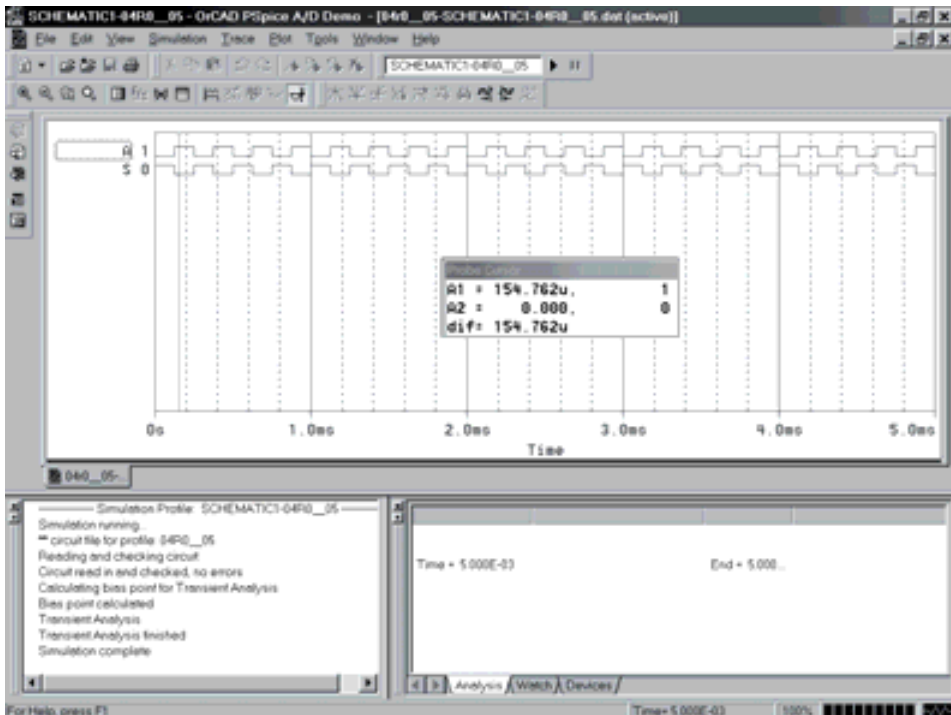 SCHEMATIC1-04R0__05 - OrCAD PSpice A/D Demo - [04r0__05-SCHEMATIC1-04R0__05.dat (active)]
File Edit View Simulation Trace Plot Tools Window Help
SCHEMATIC1-04R0__05
A 1
S 0
Probe Cursor
A1 = 154.762u, 1
A2 = 0.000, 0
dif= 154.762u
0s 1.0ms 2.0ms 3.0ms 4.0ms 5.0ms
Time
04r0__05-...
Simulation Profile: SCHEMATIC1-04R0__05
Simulation running...
** circuit file for profile: 04R0__05
Reading and checking circuit
Circuit read in and checked, no errors
Calculating bias point for Transient Analysis
Bias point calculated
Transient Analysis
Transient Analysis finished
Simulation complete
Time = 5.000E-03 End = 5.000...
Analysis Watch Devices
For Help, press F1
Time= 5.000E-03 100%